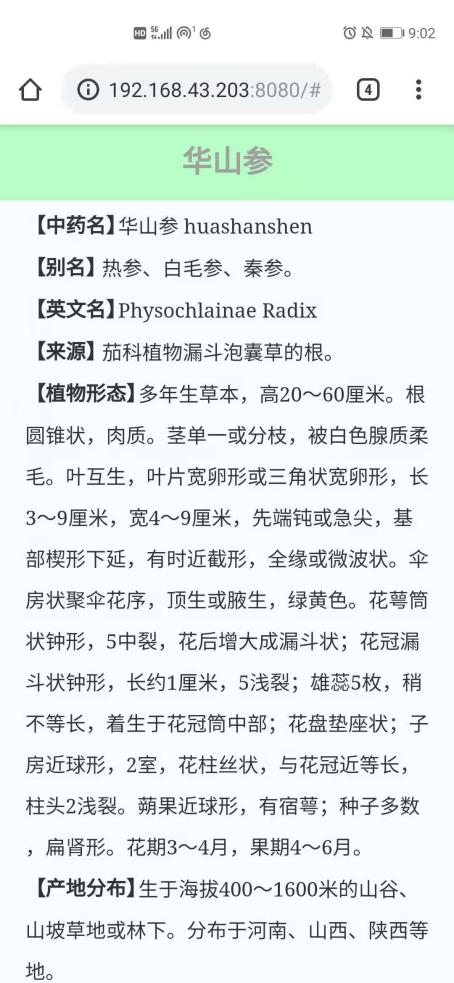 HD 5G 1 9:02
192.168.43.203:8080/# 4
华山参
【中药名】华山参 huashanshen
【别名】热参、白毛参、秦参。
【英文名】Physochlainae Radix
【来源】茄科植物漏斗泡囊草的根。
【植物形态】多年生草本，高20～60厘米。根
圆锥状，肉质。茎单一或分枝，被白色腺质柔
毛。叶互生，叶片宽卵形或三角状宽卵形，长
3～9厘米，宽4～9厘米，先端钝或急尖，基
部楔形下延，有时近截形，全缘或微波状。伞
房状聚伞花序，顶生或腋生，绿黄色。花萼筒
状钟形，5中裂，花后增大成漏斗状；花冠漏
斗状钟形，长约1厘米，5浅裂；雄蕊5枚，稍
不等长，着生于花冠筒中部；花盘垫座状；子
房近球形，2室，花柱丝状，与花冠近等长，
柱头2浅裂。蒴果近球形，有宿萼；种子多数
，扁肾形。花期3～4月，果期4～6月。
【产地分布】生于海拔400～1600米的山谷、
山坡草地或林下。分布于河南、山西、陕西等
地。